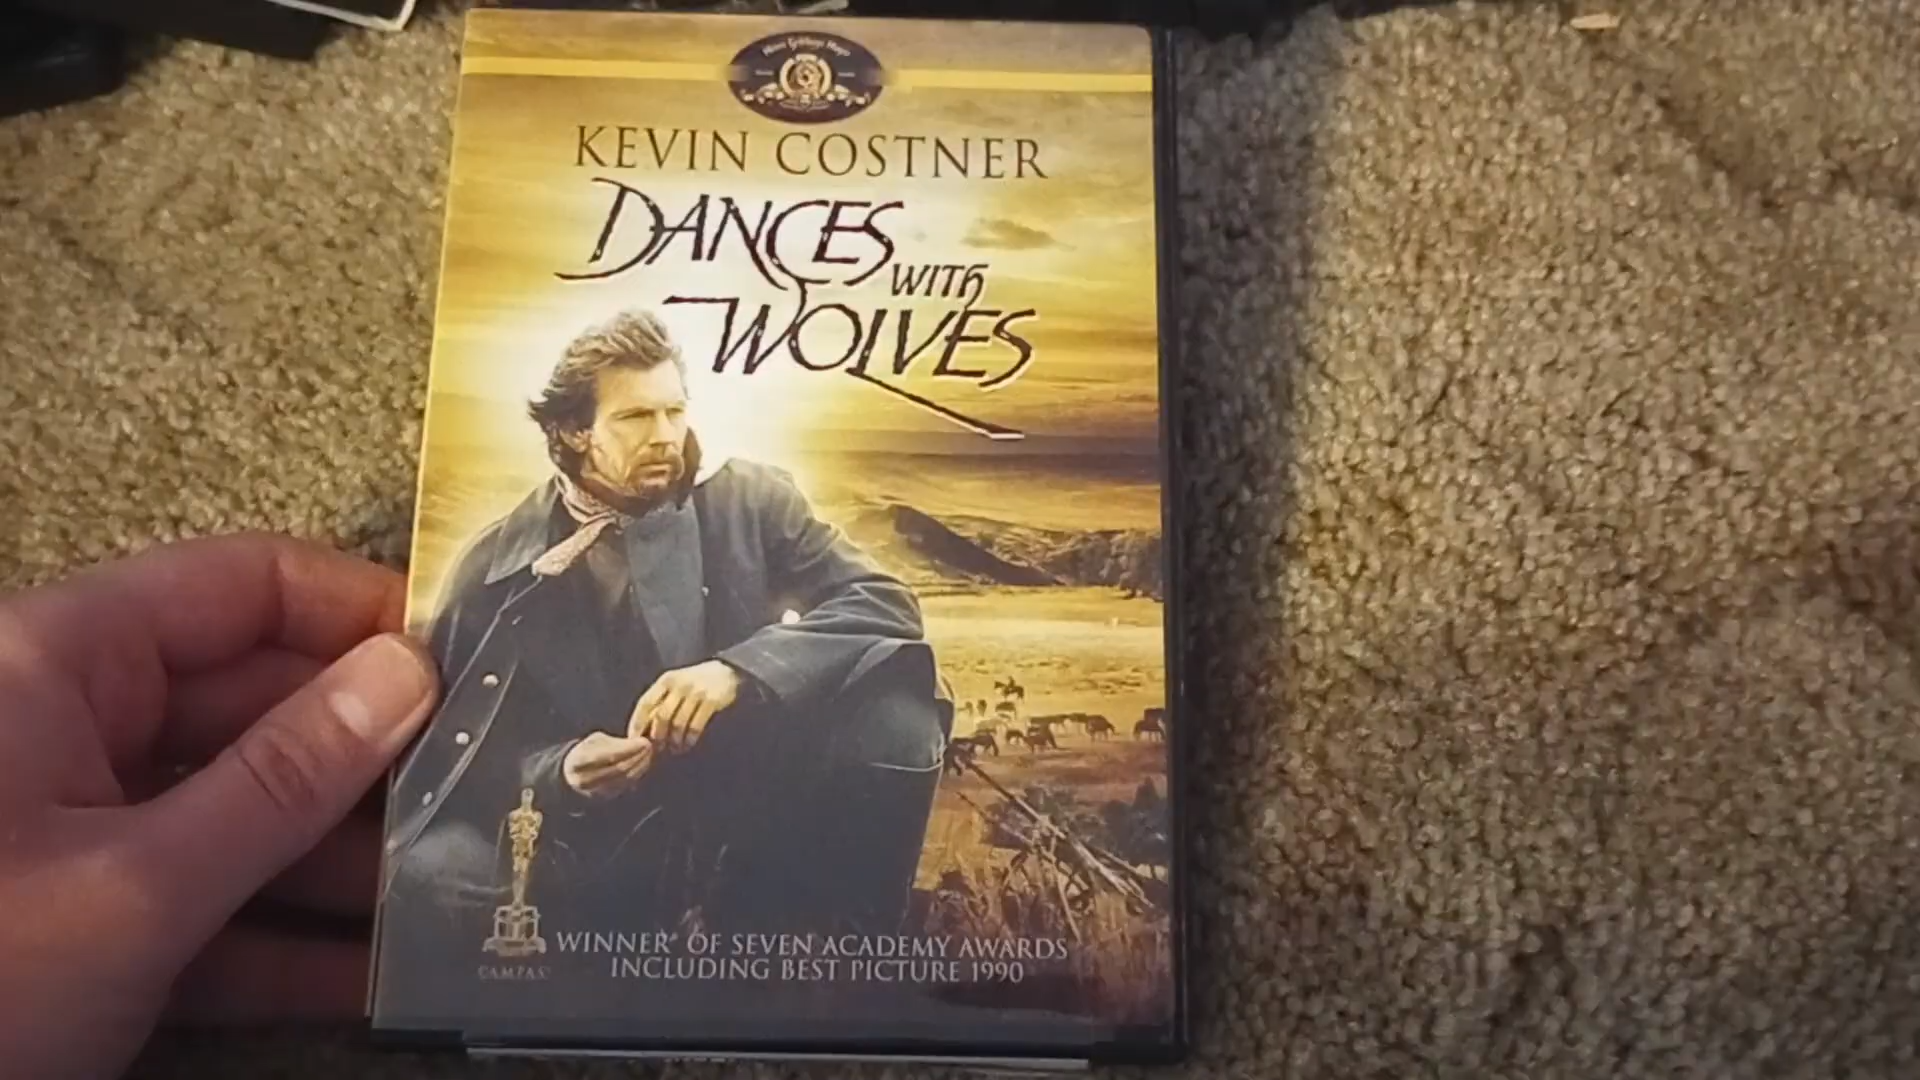 KEVIN COSTNER
DANCES
WITH
WOLVES
WINNER® OF SEVEN ACADEMY AWARDS
INCLUDING BEST PICTURE 1990